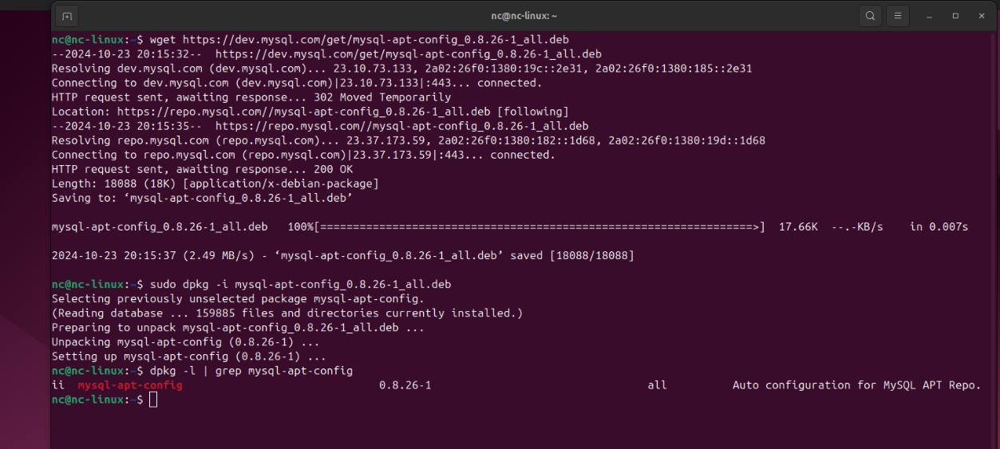 nc@nc-linux: ~
nc@nc-linux:~$ wget https://dev.mysql.com/get/mysql-apt-config_0.8.26-1_all.deb
--2024-10-23 20:15:32--  https://dev.mysql.com/get/mysql-apt-config_0.8.26-1_all.deb
Resolving dev.mysql.com (dev.mysql.com)... 23.10.73.133, 2a02:26f0:1380:19c::2e31, 2a02:26f0:1380:185::2e31
Connecting to dev.mysql.com (dev.mysql.com)|23.10.73.133|:443... connected.
HTTP request sent, awaiting response... 302 Moved Temporarily
Location: https://repo.mysql.com//mysql-apt-config_0.8.26-1_all.deb [following]
--2024-10-23 20:15:35--  https://repo.mysql.com//mysql-apt-config_0.8.26-1_all.deb
Resolving repo.mysql.com (repo.mysql.com)... 23.37.173.59, 2a02:26f0:1380:182::1d68, 2a02:26f0:1380:19d::1d68
Connecting to repo.mysql.com (repo.mysql.com)|23.37.173.59|:443... connected.
HTTP request sent, awaiting response... 200 OK
Length: 18088 (18K) [application/x-debian-package]
Saving to: ‘mysql-apt-config_0.8.26-1_all.deb’
mysql-apt-config_0.8.26-1_all.deb   100%[==================================================================>]  17.66K  --.-KB/s    in 0.007s
2024-10-23 20:15:37 (2.49 MB/s) - ‘mysql-apt-config_0.8.26-1_all.deb’ saved [18088/18088]
nc@nc-linux:~$ sudo dpkg -i mysql-apt-config_0.8.26-1_all.deb
Selecting previously unselected package mysql-apt-config.
(Reading database ... 159885 files and directories currently installed.)
Preparing to unpack mysql-apt-config_0.8.26-1_all.deb ...
Unpacking mysql-apt-config (0.8.26-1) ...
Setting up mysql-apt-config (0.8.26-1) ...
nc@nc-linux:~$ dpkg -l | grep mysql-apt-config
ii  mysql-apt-config                              0.8.26-1                                 all          Auto configuration for MySQL APT Repo.
nc@nc-linux:~$